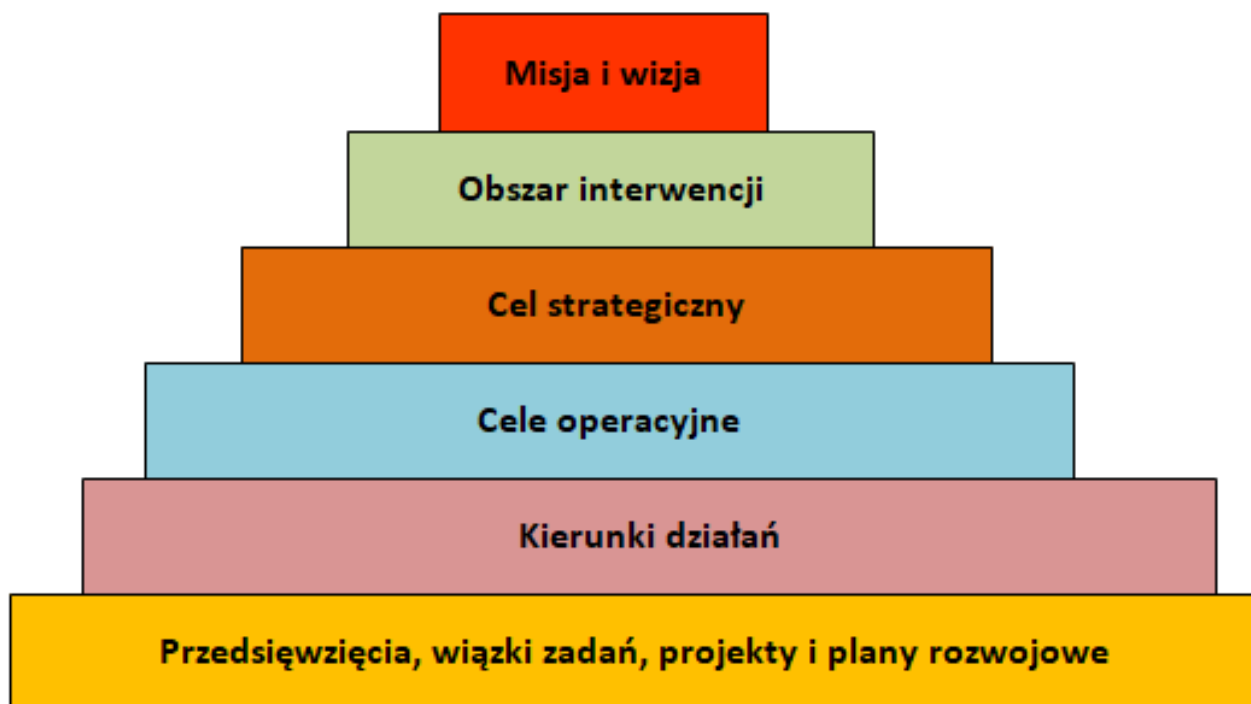 Misja i wizja
Obszar interwencji
Cel strategiczny
Cele operacyjne
Kierunki działań
Przedsięwzięcia, wiązki zadań, projekty i plany rozwojowe